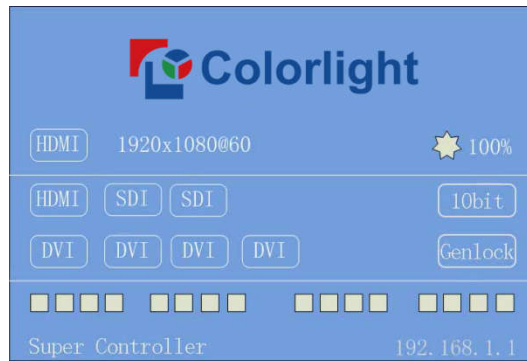 Colorlight
HDMI 1920x1080@60 100%
HDMI SDI SDI 10bit
DVI DVI DVI DVI Genlock
Super Controller 192.168.1.1